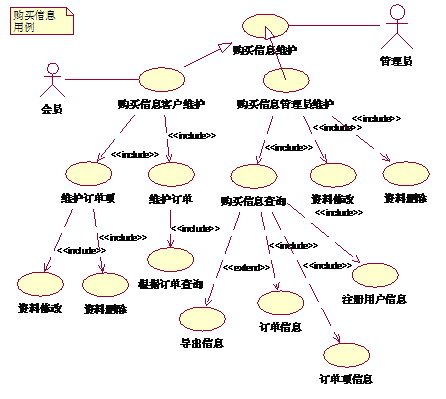 购买信息
用例
购买信息维护
管理员
会员
购买信息客户维护
购买信息管理员维护
<<include>>
<<include>>
<<include>>
<<include>>
<<include>>
维护订单项
维护订单
购买信息查询
资料修改
资料删除
<<include>>
<<include>>
<<include>>
<<include>>
<<include>>
<<extend>>
<<include>>
资料修改
资料删除
根据订单查询
导出信息
订单信息
注册用户信息
订单项信息